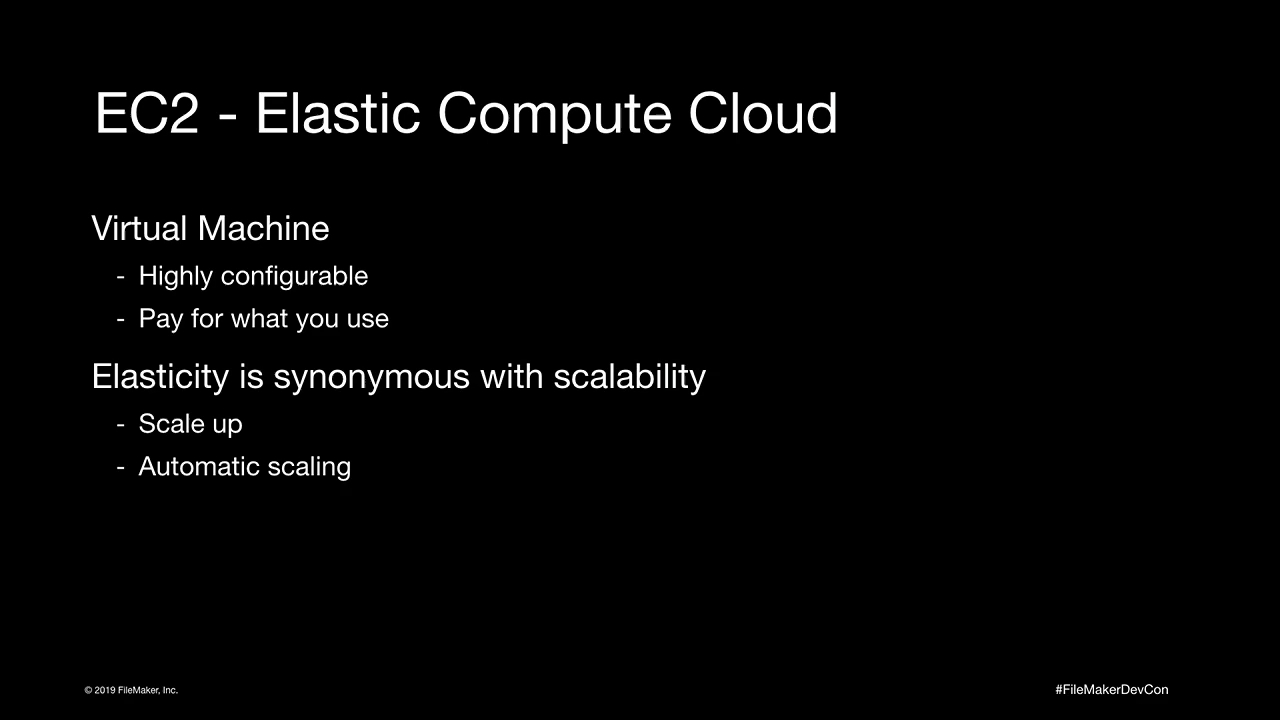 EC2 - Elastic Compute Cloud
Virtual Machine
- Highly configurable
- Pay for what you use
Elasticity is synonymous with scalability
- Scale up
- Automatic scaling
© 2019 FileMaker, Inc.
#FileMakerDevCon